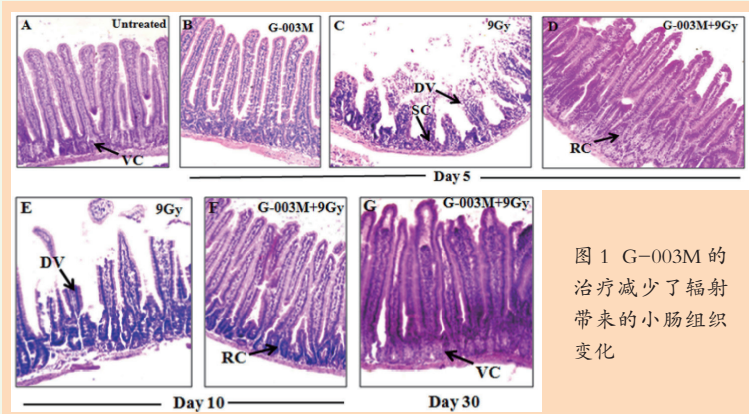 A Untreated
VC
B G-003M
C 9Gy
DV
SC
D G-003M+9Gy
RC
Day 5
E 9Gy
DV
F G-003M+9Gy
RC
G G-003M+9Gy
VC
Day 10
Day 30
图 1 G-003M 的
治疗减少了辐射
带来的小肠组织
变化